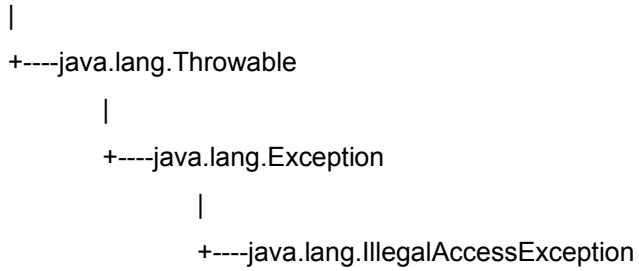 |
+----java.lang.Throwable
|
+----java.lang.Exception
|
+----java.lang.IllegalAccessException